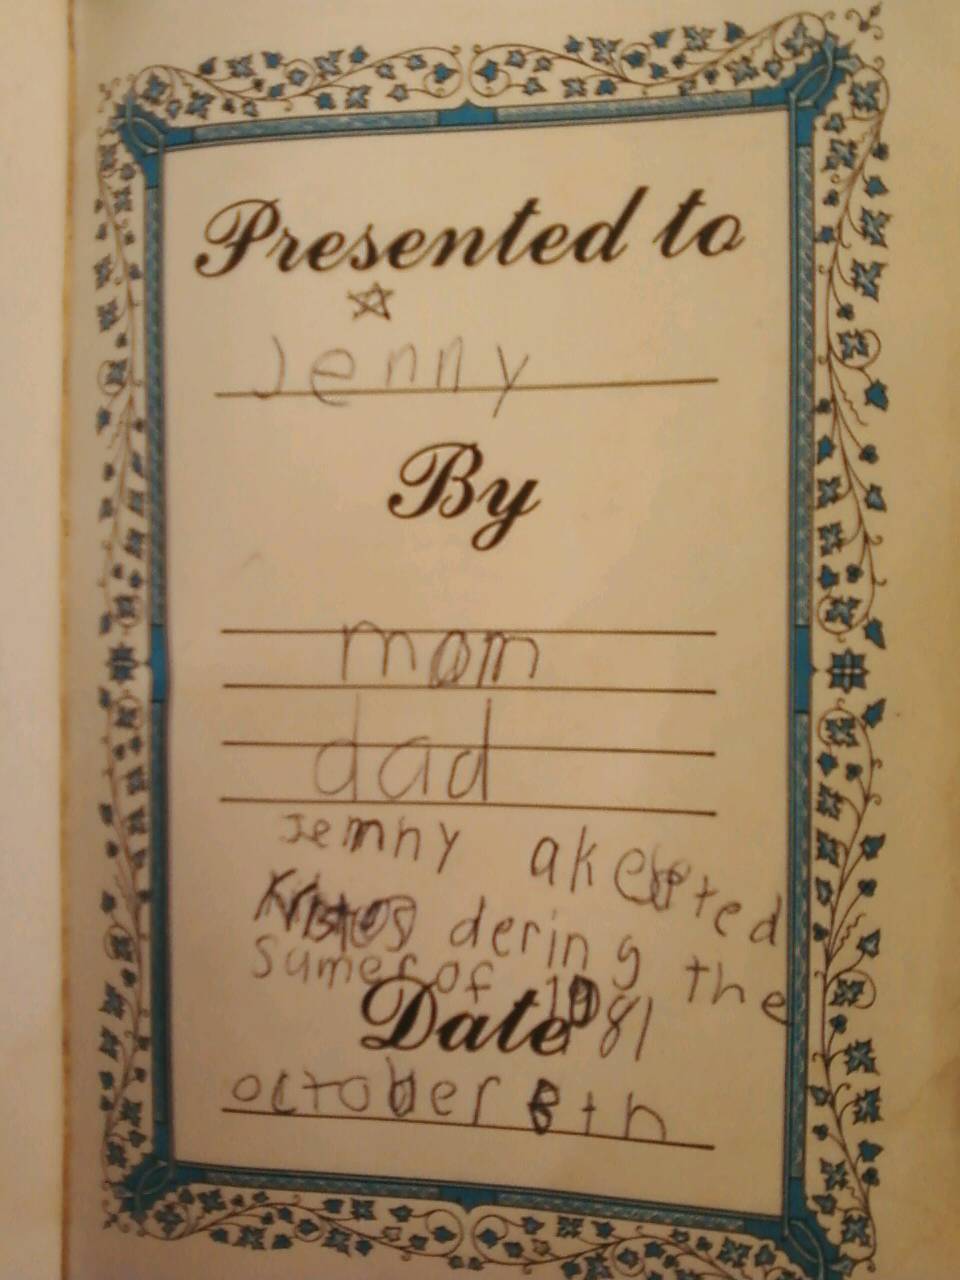 Presented to
Jenny
By
mom
dad
Jenny akcepted
Kristos dering the
sumer of 1981
Date
october 8th